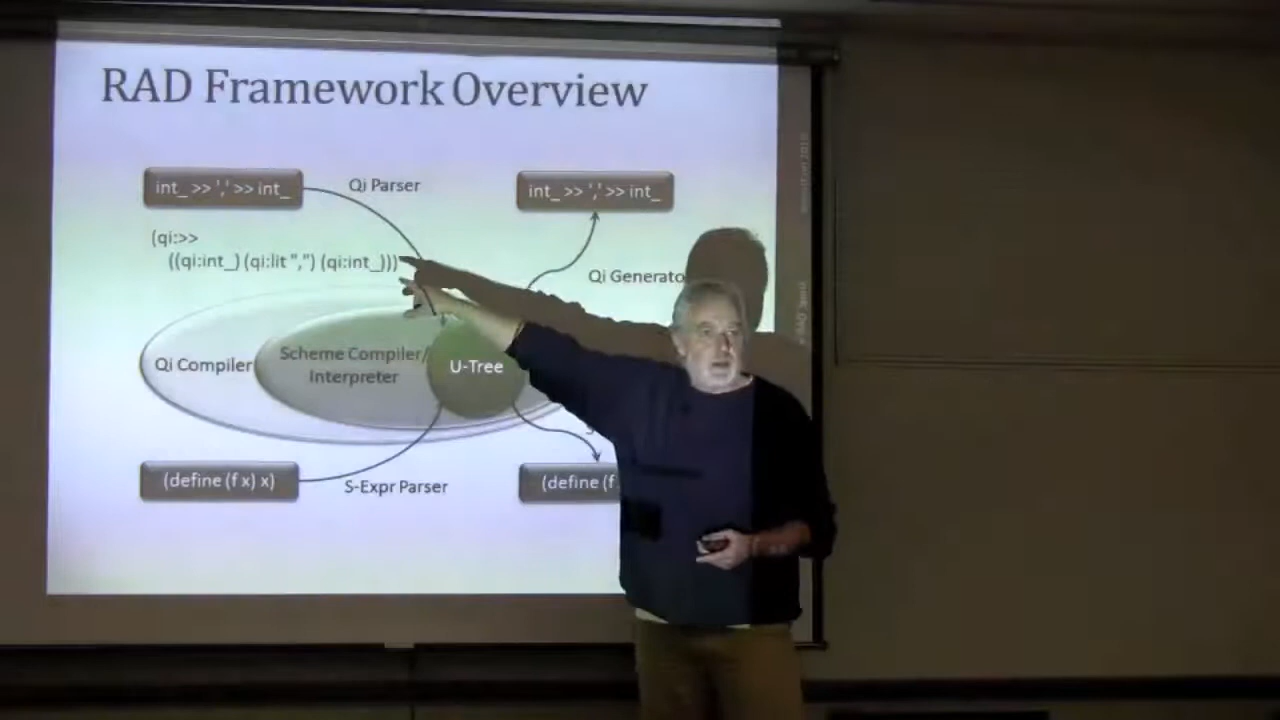 RAD Framework Overview
int_ >> ',' >> int_
Qi Parser
int_ >> ',' >> int_
(qi:>>
((qi:int_) (qi:lit ",") (qi:int_)))
Qi Generato
Qi Compiler
Scheme Compiler/
Interpreter
U-Tree
(define (f x) x)
S-Expr Parser
(define (f